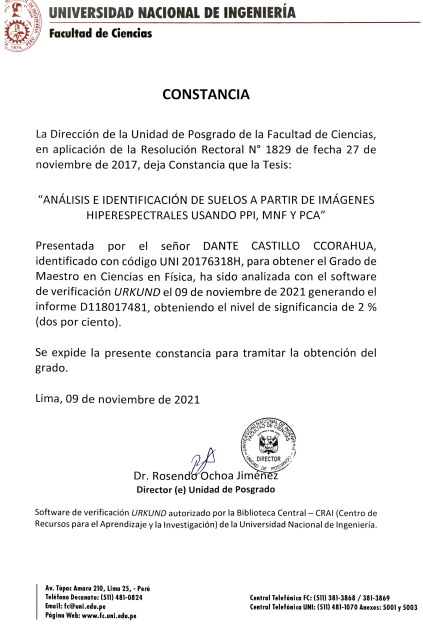 UNIVERSIDAD NACIONAL DE INGENIERÍA
Facultad de Ciencias
CONSTANCIA
La Dirección de la Unidad de Posgrado de la Facultad de Ciencias,
en aplicación de la Resolución Rectoral N° 1829 de fecha 27 de
noviembre de 2017, deja Constancia que la Tesis:
“ANÁLISIS E IDENTIFICACIÓN DE SUELOS A PARTIR DE IMÁGENES
HIPERESPECTRALES USANDO PPI, MNF Y PCA”
Presentada por el señor DANTE CASTILLO CCORAHUA,
identificado con código UNI 20176318H, para obtener el Grado de
Maestro en Ciencias en Física, ha sido analizada con el software
de verificación URKUND el 09 de noviembre de 2021 generando el
informe D118017481, obteniendo el nivel de significancia de 2 %
(dos por ciento).
Se expide la presente constancia para tramitar la obtención del
grado.
Lima, 09 de noviembre de 2021
DIRECTOR
Dr. Rosendo Ochoa Jiménez
Director (e) Unidad de Posgrado
Software de verificación URKUND autorizado por la Biblioteca Central – CRAI (Centro de
Recursos para el Aprendizaje y la Investigación) de la Universidad Nacional de Ingeniería.
Av. Túpac Amaru 210, Lima 25, - Perú
Teléfono Decanato: (511) 481-0824
Email: fc@uni.edu.pe
Página Web: www.fc.uni.edu.pe
Central Telefónica FC: (511) 381-3868 / 381-3869
Central Telefónica UNI: (511) 481-1070 Anexos: 5001 y 5003